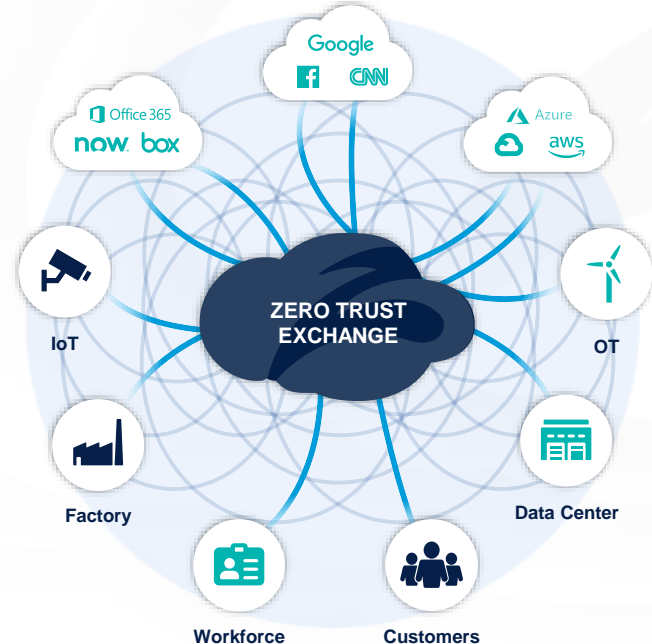 Google
f CNN
Office 365
now box
Azure
aws
ZERO TRUST
EXCHANGE
IoT
OT
Factory
Data Center
Workforce
Customers